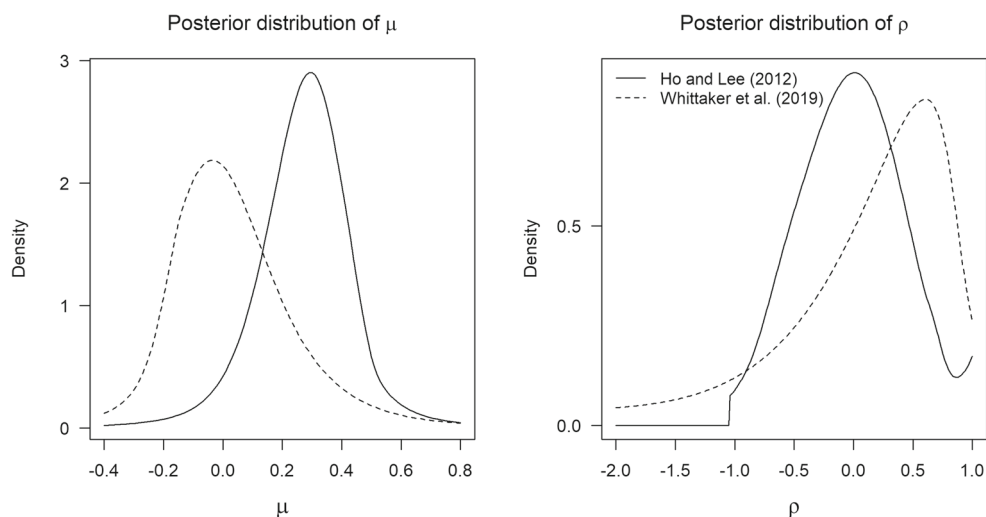 Posterior distribution of μ
Density
3
2
1
0
-0.4 -0.2 0.0 0.2 0.4 0.6 0.8
μ
Posterior distribution of ρ
Ho and Lee (2012)
Whittaker et al. (2019)
Density
0.5
0.0
-2.0 -1.5 -1.0 -0.5 0.0 0.5 1.0
ρ